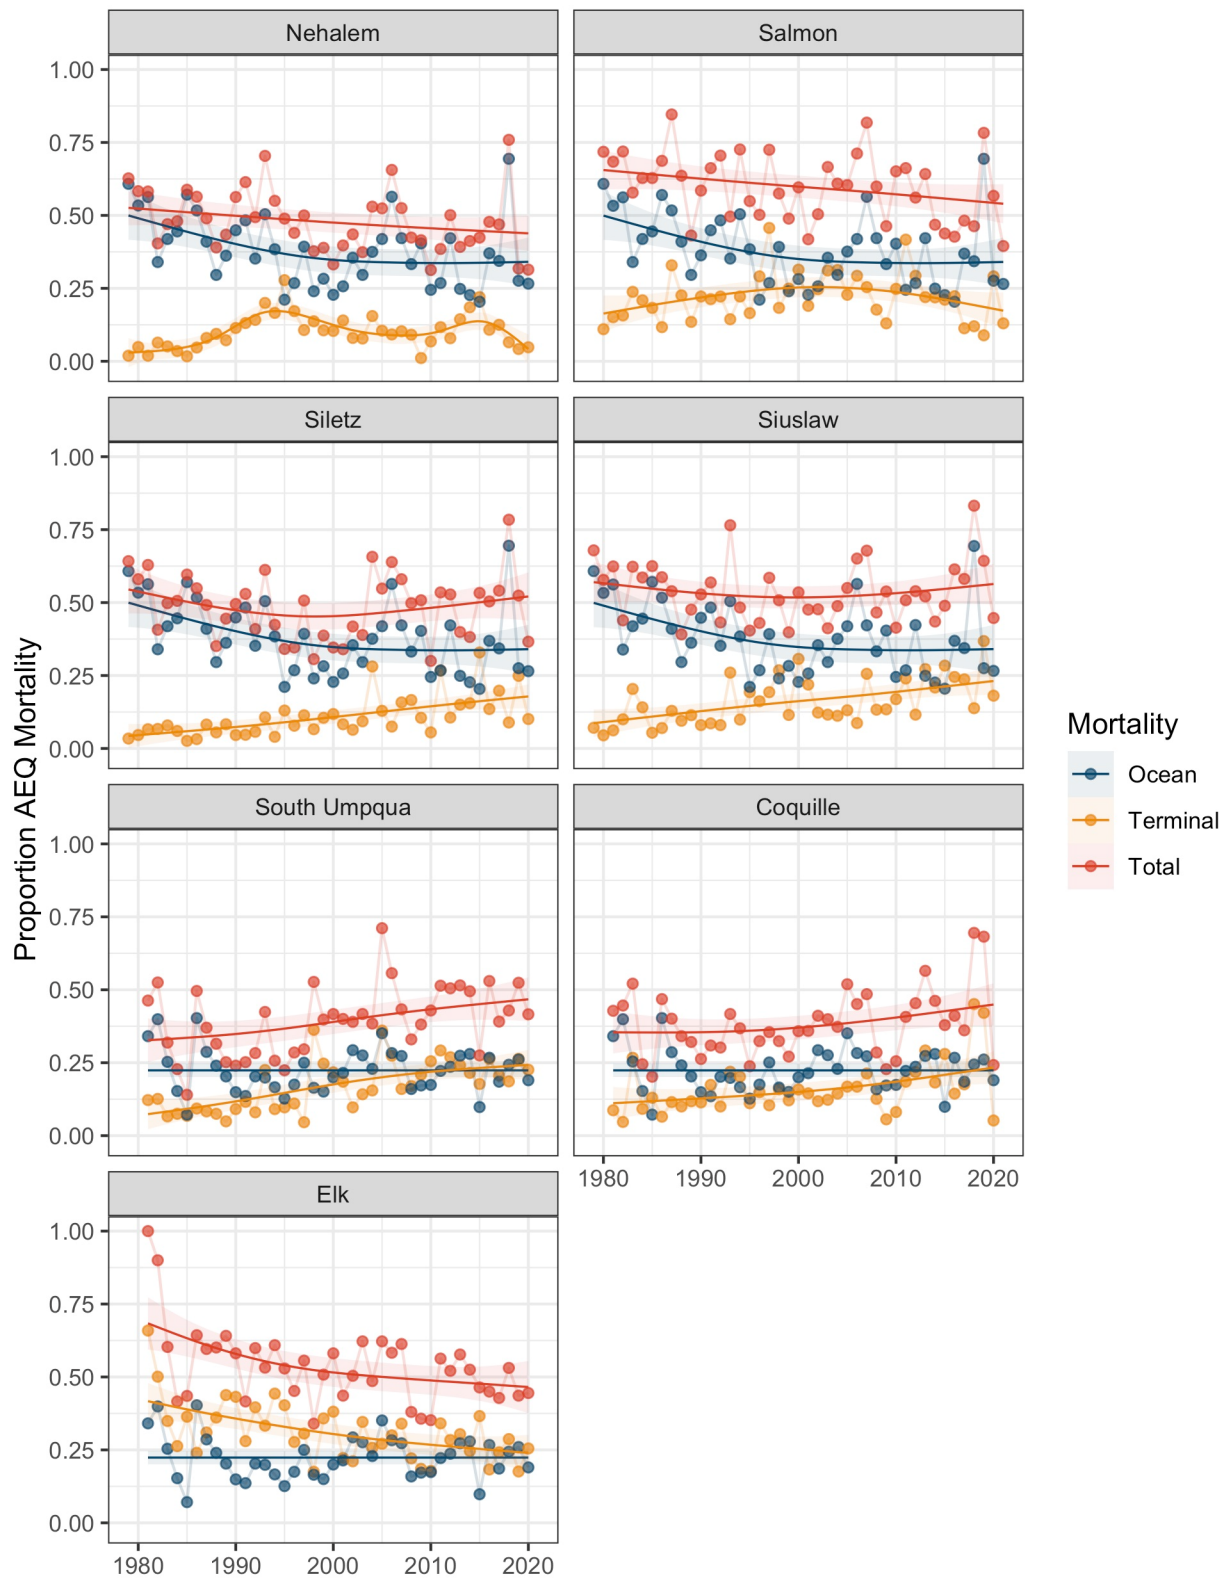 Nehalem
Salmon
1.00
0.75
0.50
0.25
0.00
Siletz
Siuslaw
1.00
0.75
0.50
0.25
0.00
South Umpqua
Coquille
1.00
0.75
0.50
0.25
0.00
1980 1990 2000 2010 2020
Elk
1.00
0.75
0.50
0.25
0.00
1980 1990 2000 2010 2020
Proportion AEQ Mortality
Mortality
Ocean
Terminal
Total